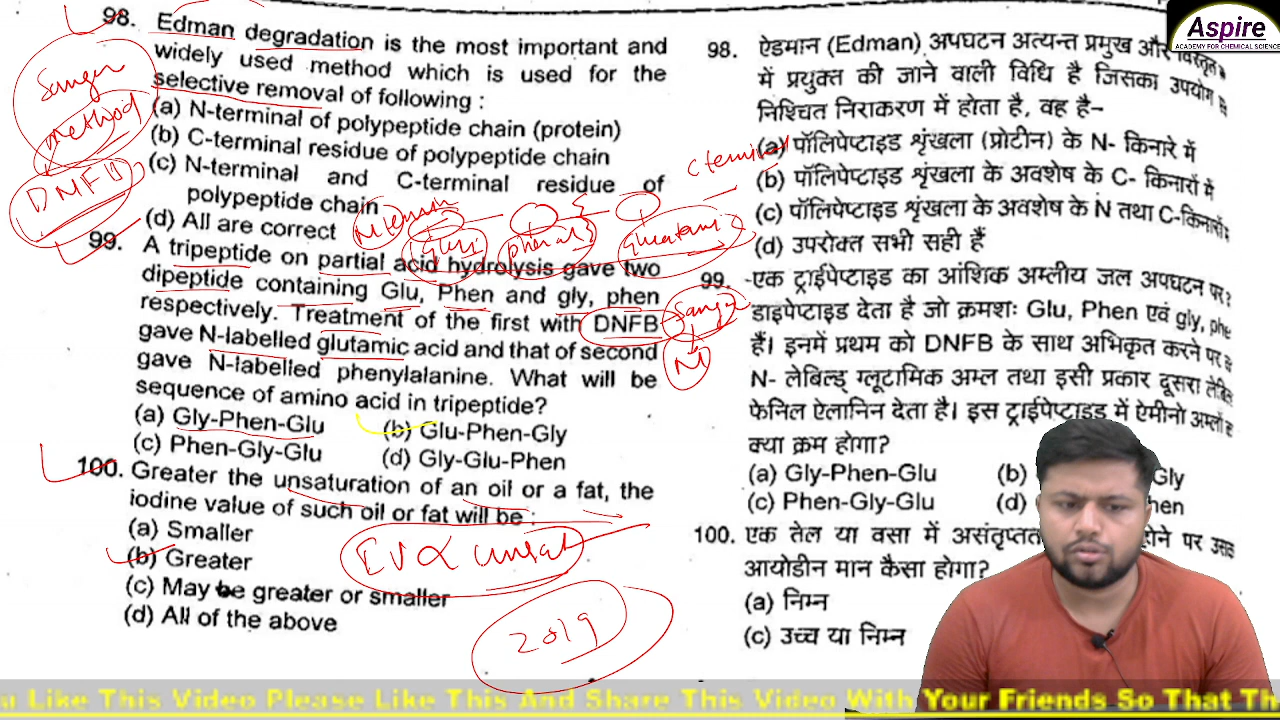 Aspire
ACADEMY FOR CHEMICAL SCIENCE
98. Edman degradation is the most important and
widely used method which is used for the
selective removal of following :
(a) N-terminal of polypeptide chain (protein)
(b) C-terminal residue of polypeptide chain
(c) N-terminal and C-terminal residue of
polypeptide chain
(d) All are correct
Sanger
method
DNFB
C terminal
99. A tripeptide on partial acid hydrolysis gave two
dipeptide containing Glu, Phen and gly, phen
respectively. Treatment of the first with DNFB
gave N-labelled glutamic acid and that of second
gave N-labelled phenylalanine. What will be
sequence of amino acid in tripeptide?
(a) Gly-Phen-Glu (b) Glu-Phen-Gly
(c) Phen-Gly-Glu (d) Gly-Glu-Phen
Sanger
N
100. Greater the unsaturation of an oil or a fat, the
iodine value of such oil or fat will be :
(a) Smaller
(b) Greater
(c) May be greater or smaller
(d) All of the above
IV ∝ unsat
2019
98. ऐडमान (Edman) अपघटन अत्यन्त प्रमुख और विस्तृत
में प्रयुक्त की जाने वाली विधि है जिसका उपयोग
निश्चित निराकरण में होता है, वह है–
(a) पॉलिपेप्टाइड शृंखला (प्रोटीन) के N- किनारे में
(b) पॉलिपेप्टाइड शृंखला के अवशेष के C- किनारों में
(c) पॉलिपेप्टाइड शृंखला के अवशेष के N तथा C-किनारों
(d) उपरोक्त सभी सही हैं
99. एक ट्राईपेप्टाइड का आंशिक अम्लीय जल अपघटन पर
डाइपेप्टाइड देता है जो क्रमशः Glu, Phen एवं gly, phe
हैं। इनमें प्रथम को DNFB के साथ अभिकृत करने पर
N- लेबिल्ड् ग्लूटामिक अम्ल तथा इसी प्रकार दूसरा
फेनिल ऐलानिन देता है। इस ट्राईपेप्टाइड में ऐमीनो अम्लों
क्या क्रम होगा?
(a) Gly-Phen-Glu (b) Gly
(c) Phen-Gly-Glu (d) hen
100. एक तेल या वसा में असंतृप्तत होने पर उसक
आयोडीन मान कैसा होगा?
(a) निम्न
(c) उच्च या निम्न
u Like This Video Please Like This And Share This Video With Your Friends So That Th